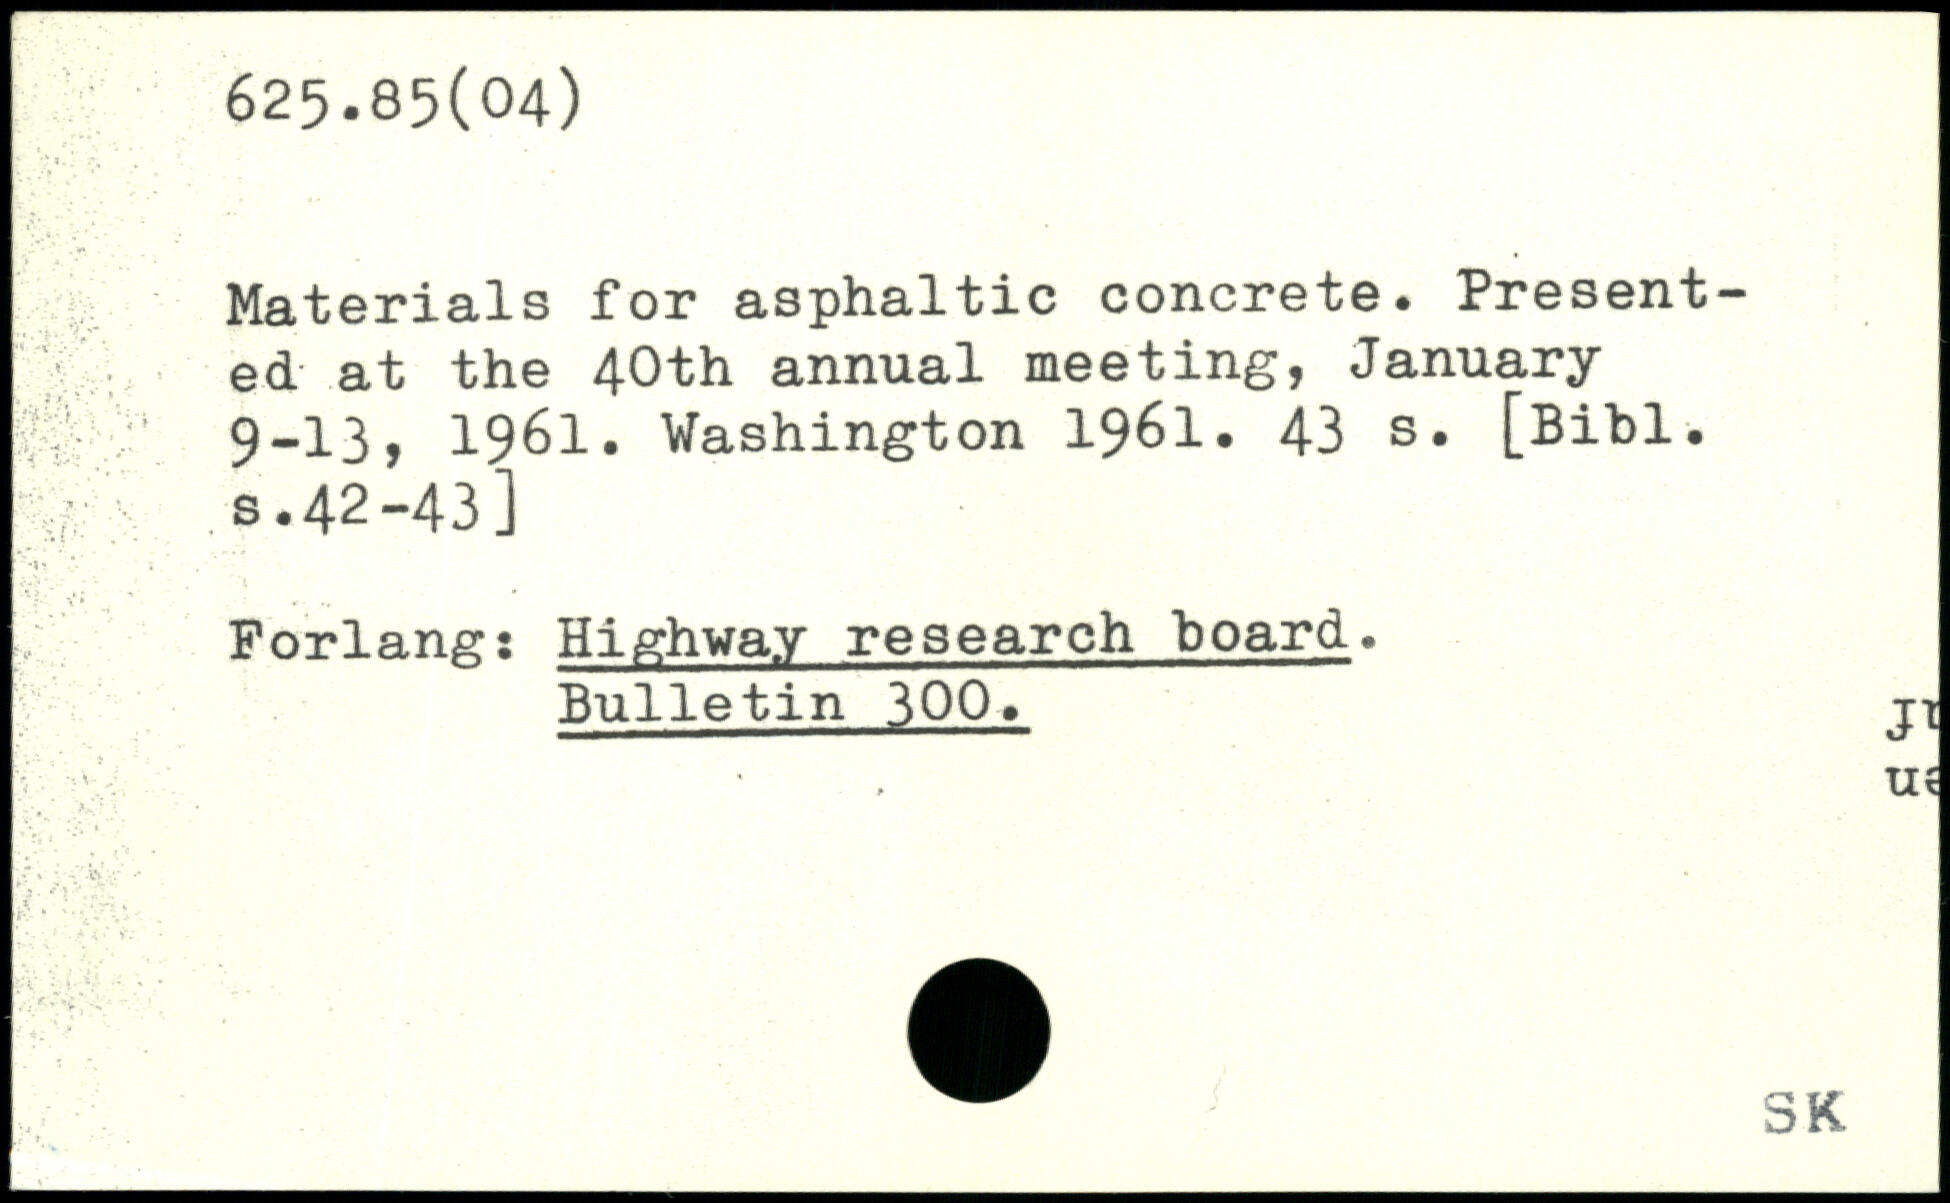 625.85(04)
Materials for asphaltic concrete. Present-
ed at the 40th annual meeting, January
9-13, 1961. Washington 1961. 43 s. [Bibl.
s.42-43]
Forlang: Highway research board.
Bulletin 300.
SK